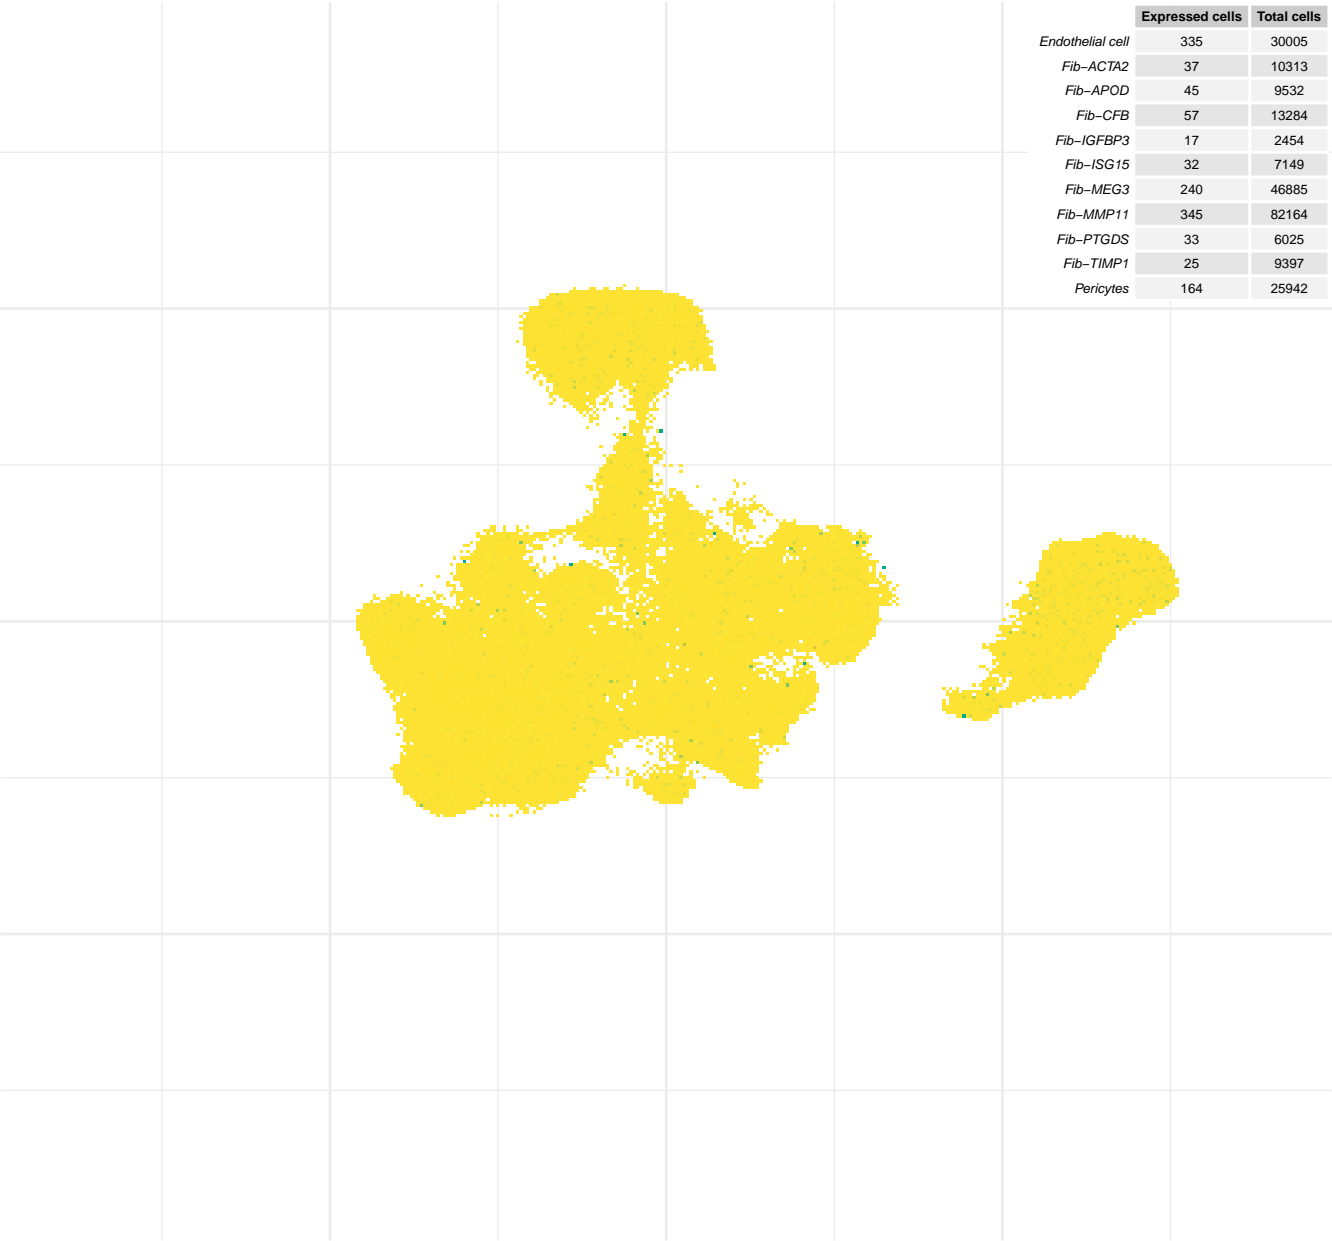 Expressed cells Total cells
Endothelial cell 335 30005
Fib−ACTA2 37 10313
Fib−APOD 45 9532
Fib−CFB 57 13284
Fib−IGFBP3 17 2454
Fib−ISG15 32 7149
Fib−MEG3 240 46885
Fib−MMP11 345 82164
Fib−PTGDS 33 6025
Fib−TIMP1 25 9397
Pericytes 164 25942